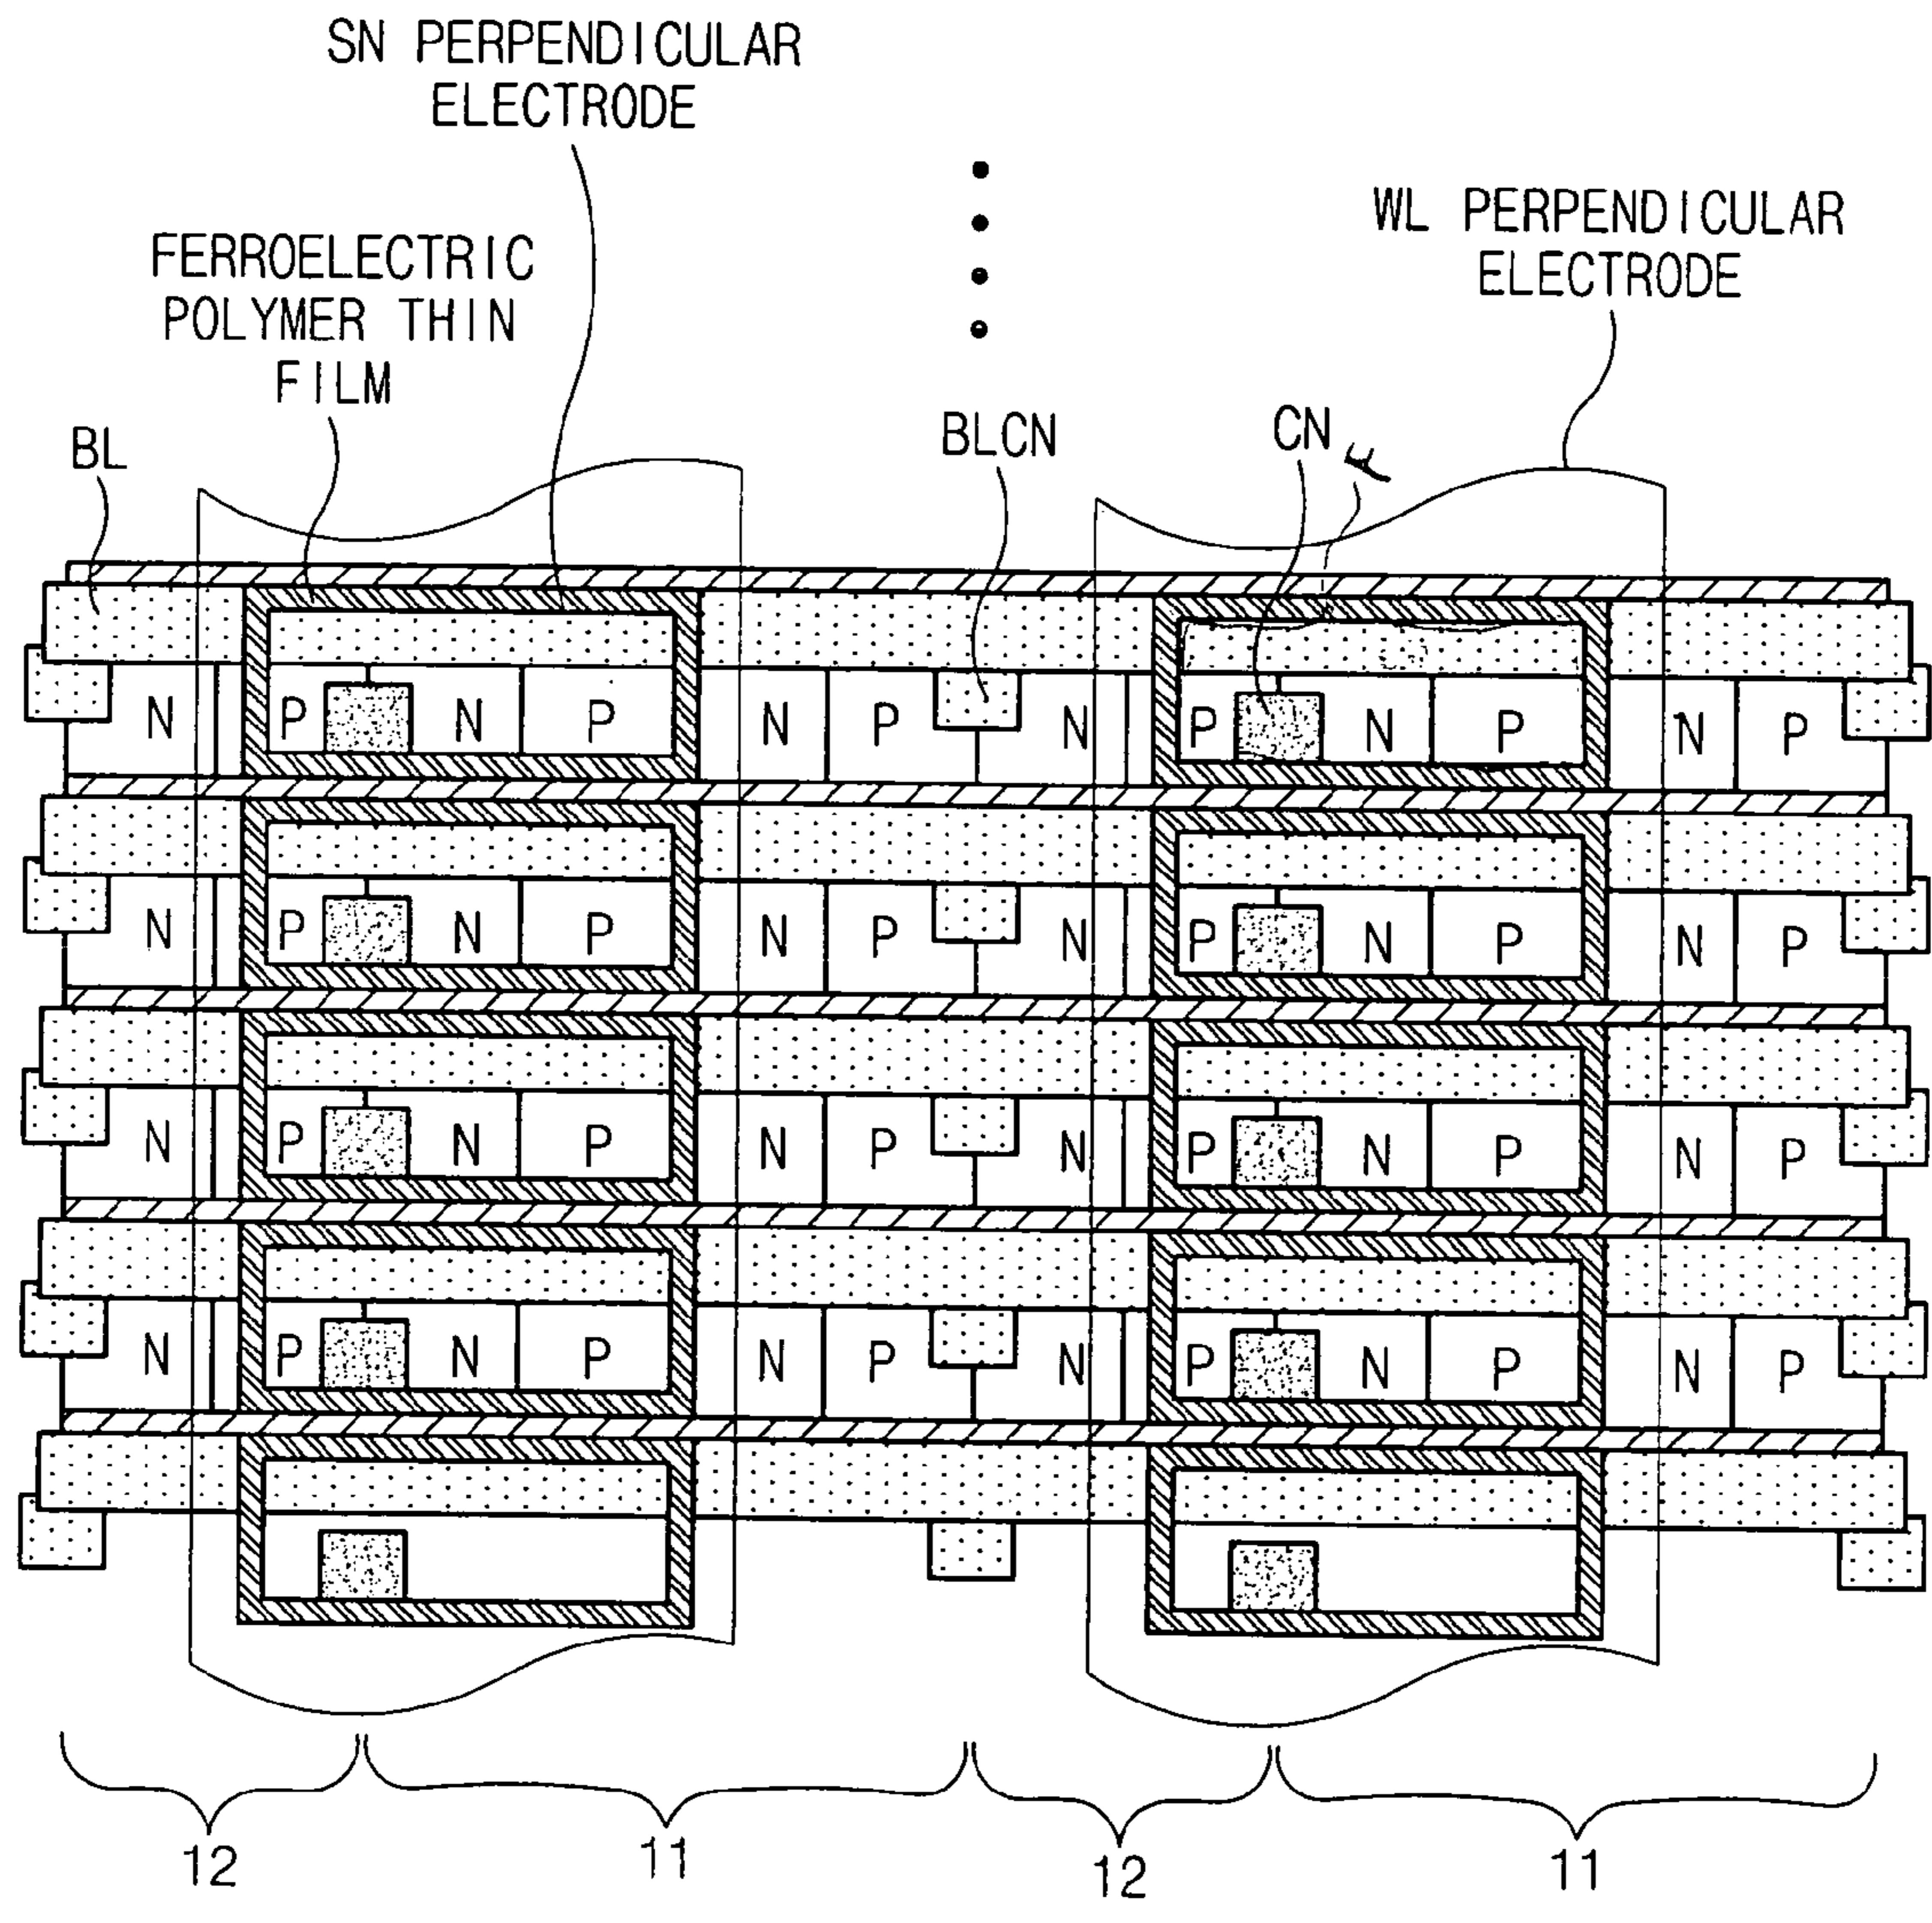 SN PERPENDICULAR
ELECTRODE
WL PERPENDICULAR
ELECTRODE
FERROELECTRIC
POLYMER THIN
FILM
BL
BLCN
CN
F
N P N P N P N P N P N P
N P N P N P N P N P N P
N P N P N P N P N P N P
N P N P N P N P N P N P
12
11
12
11